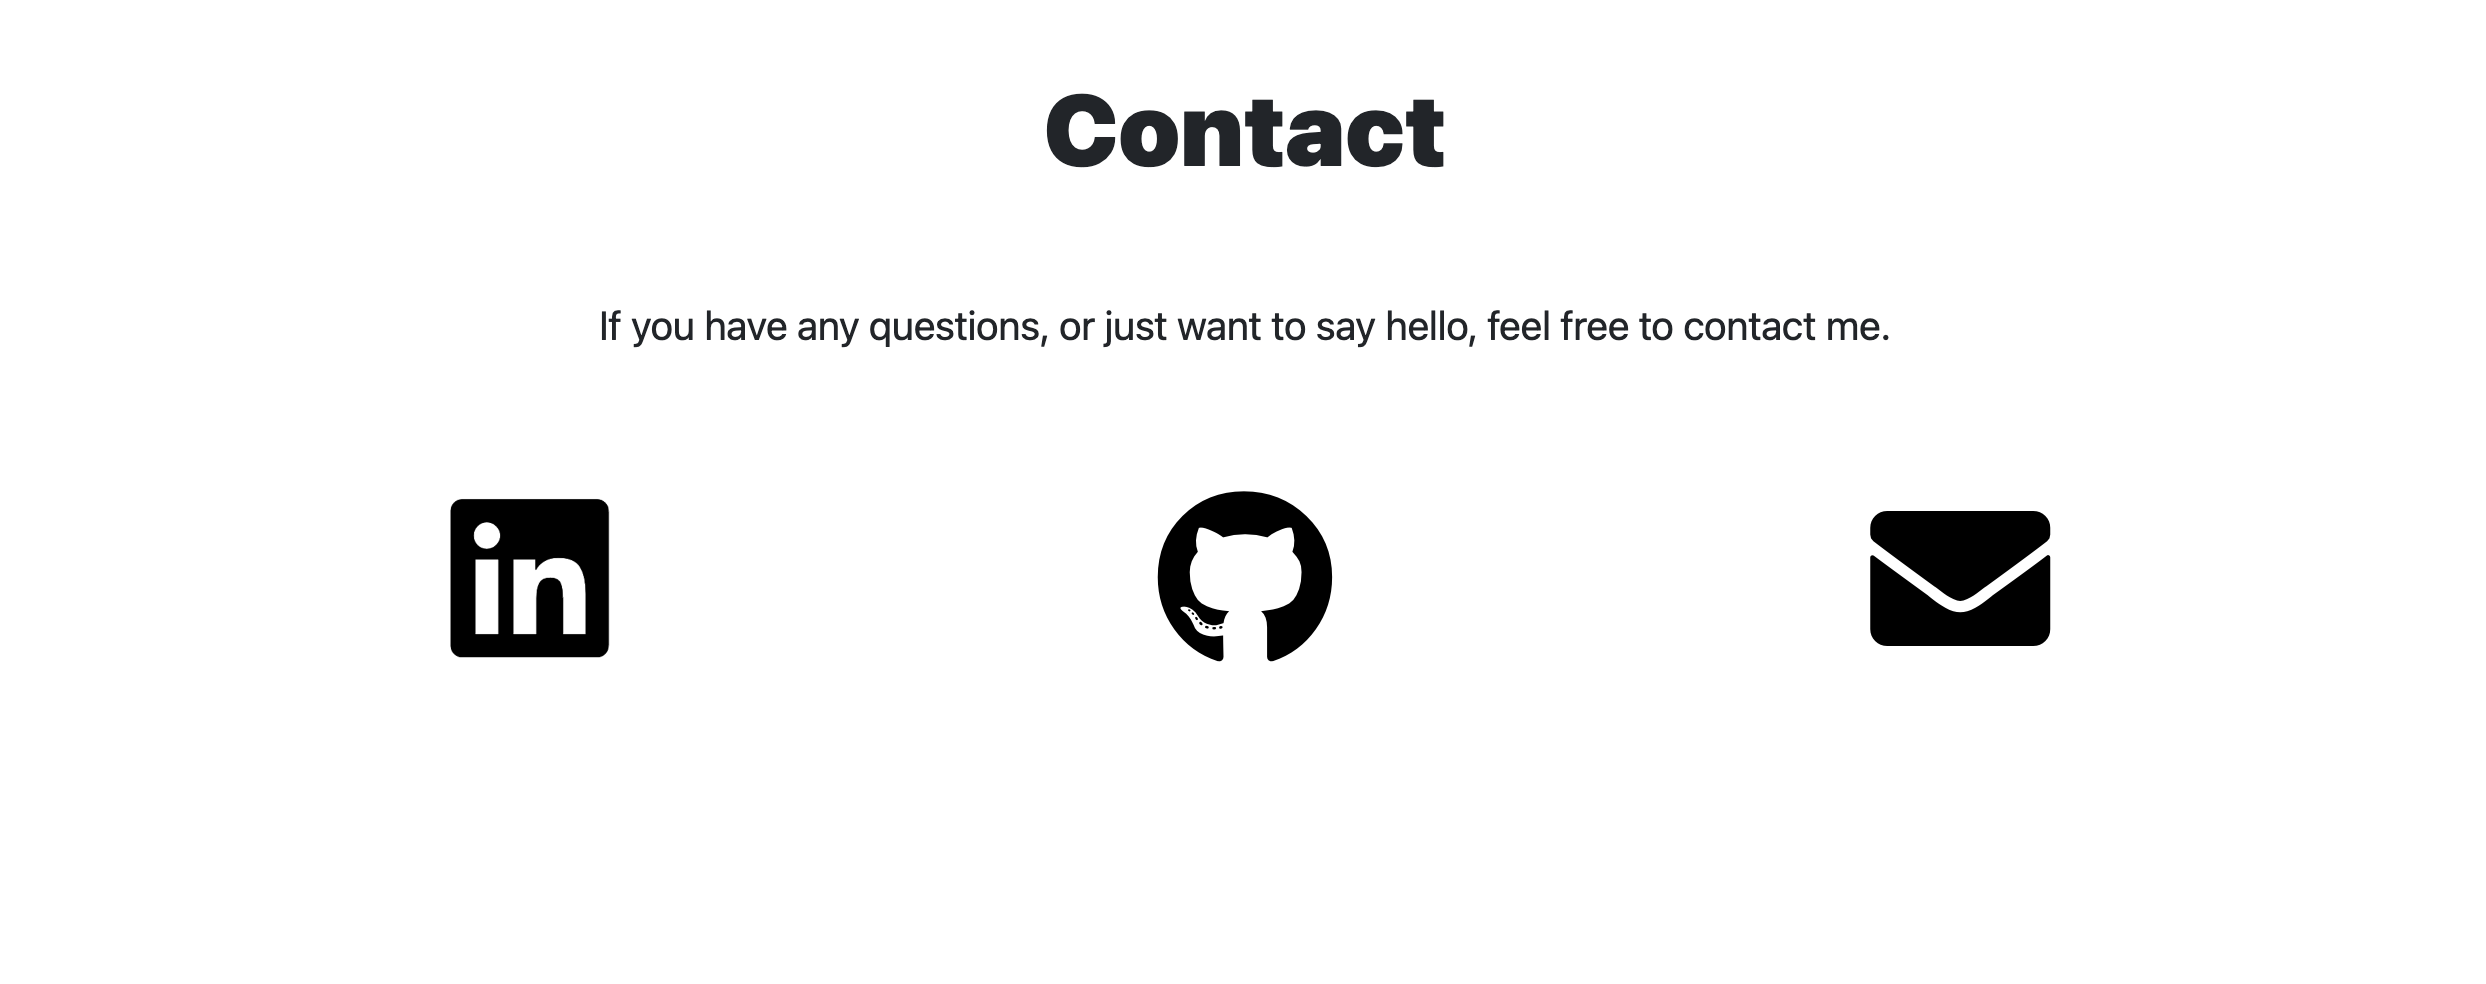 Contact
If you have any questions, or just want to say hello, feel free to contact me.
in